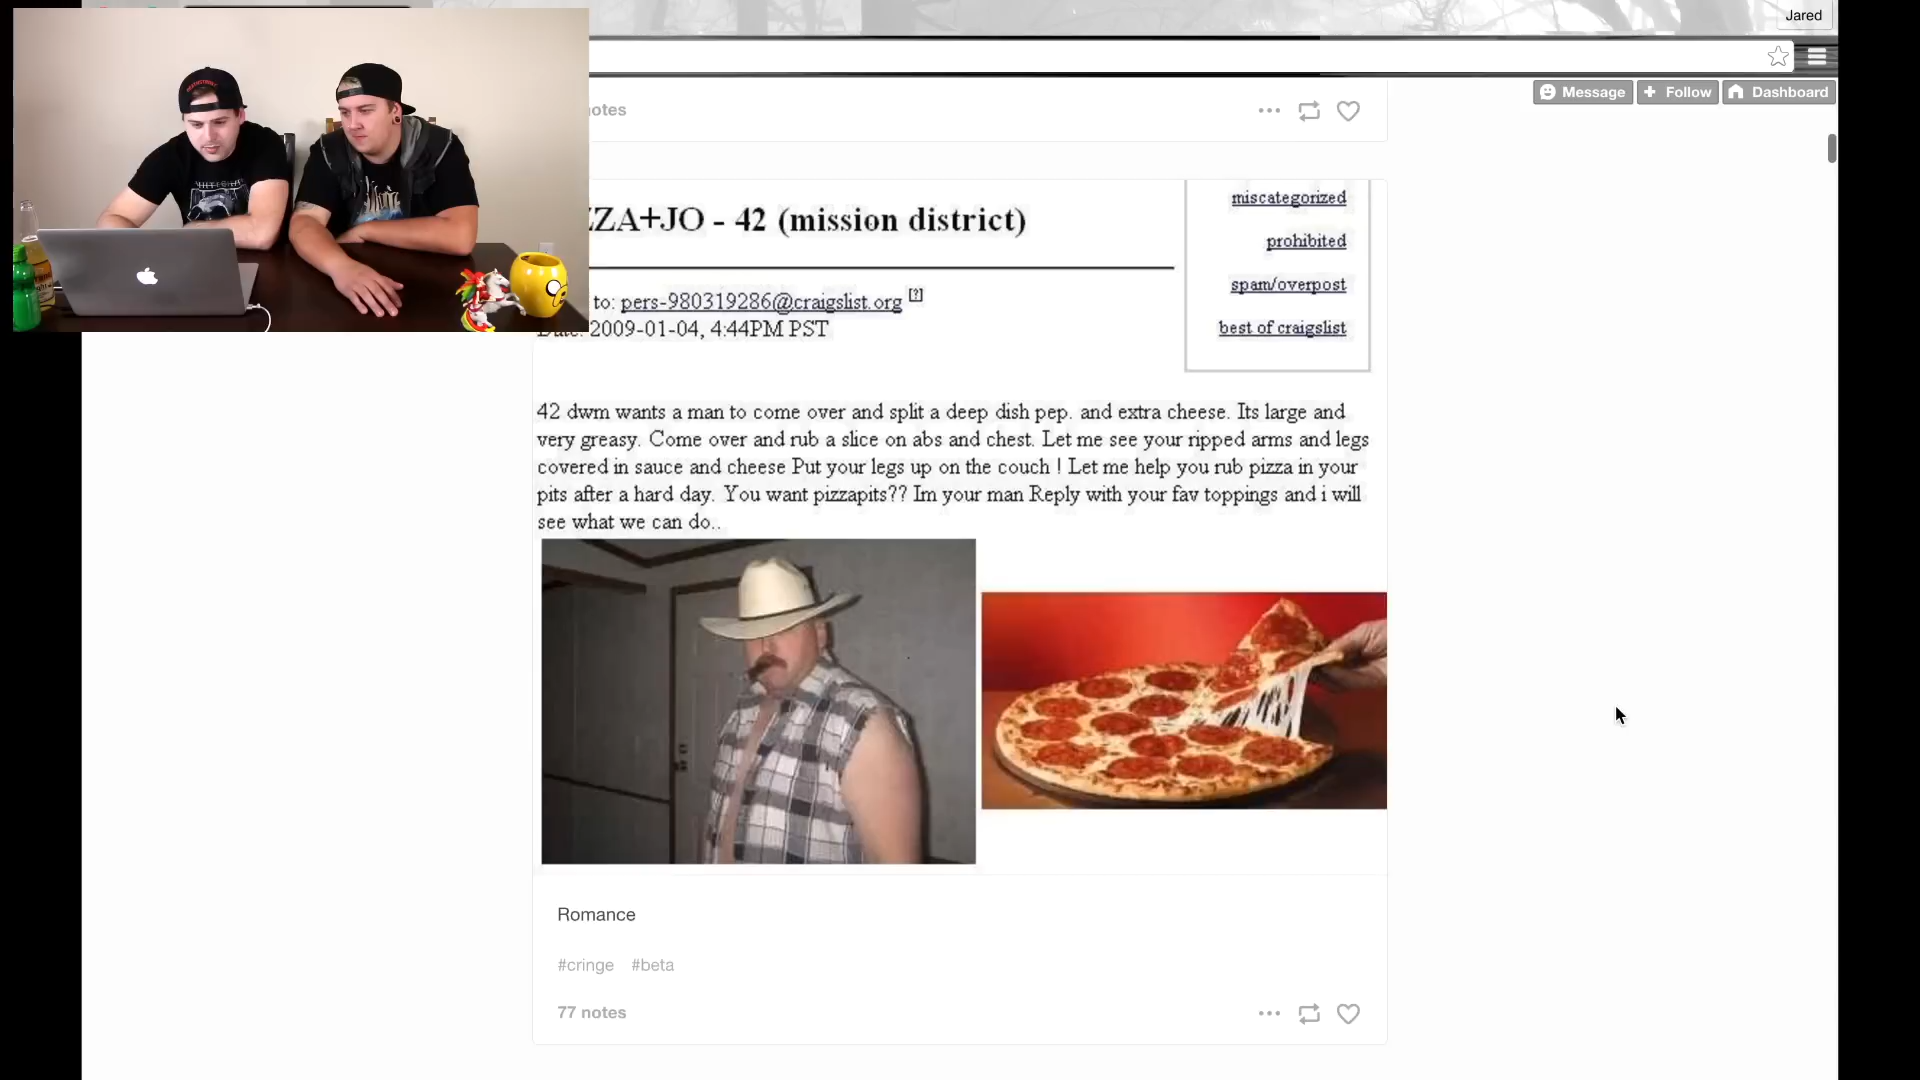 Jared
Message
Follow
Dashboard
notes
miscategorized
ZZA+JO - 42 (mission district)
prohibited
spam/overpost
to: pers-980319286@craigslist.org [?]
best of craigslist
Date: 2009-01-04, 4:44PM PST
42 dwm wants a man to come over and split a deep dish pep. and extra cheese. Its large and
very greasy. Come over and rub a slice on abs and chest. Let me see your ripped arms and legs
covered in sauce and cheese Put your legs up on the couch ! Let me help you rub pizza in your
pits after a hard day. You want pizzapits?? Im your man Reply with your fav toppings and i will
see what we can do..
Romance
#cringe #beta
77 notes